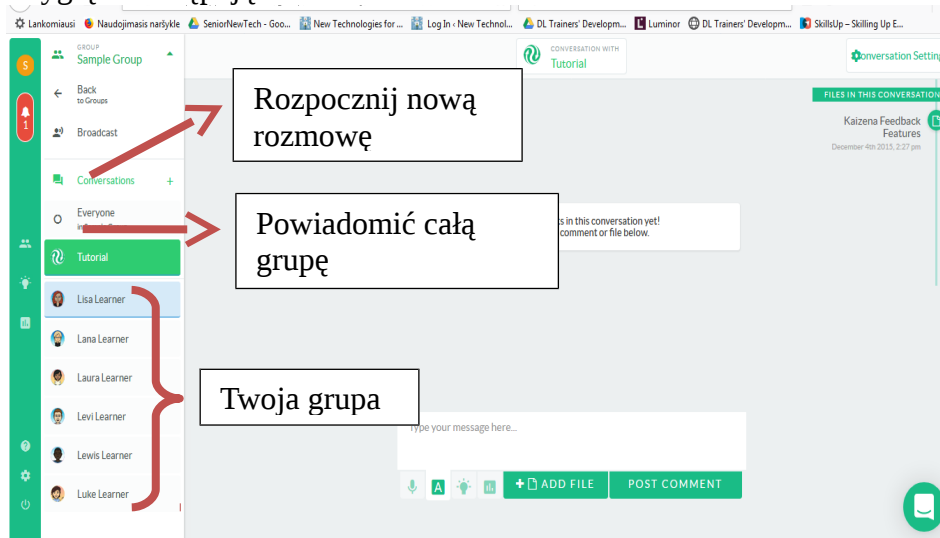 Lankomiausi
Naudojimasis naršykle
SeniorNewTech - Goo...
New Technologies for ...
Log In ‹ New Technol...
DL Trainers' Developm...
Luminor
DL Trainers' Developm...
SkillsUp – Skilling Up E...
S
GROUP
Sample Group
CONVERSATION WITH
Tutorial
Conversation Setting
Back
to Groups
1
Broadcast
FILES IN THIS CONVERSATION
Kaizena Feedback
Features
December 4th 2015, 2:27 pm
Rozpocznij nową
rozmowę
Conversations +
Everyone
Powiadomić całą
grupę
in this conversation yet!
comment or file below.
Tutorial
Lisa Learner
Lana Learner
Laura Learner
Levi Learner
Lewis Learner
Luke Learner
Twoja grupa
Type your message here...
A
+ ADD FILE
POST COMMENT